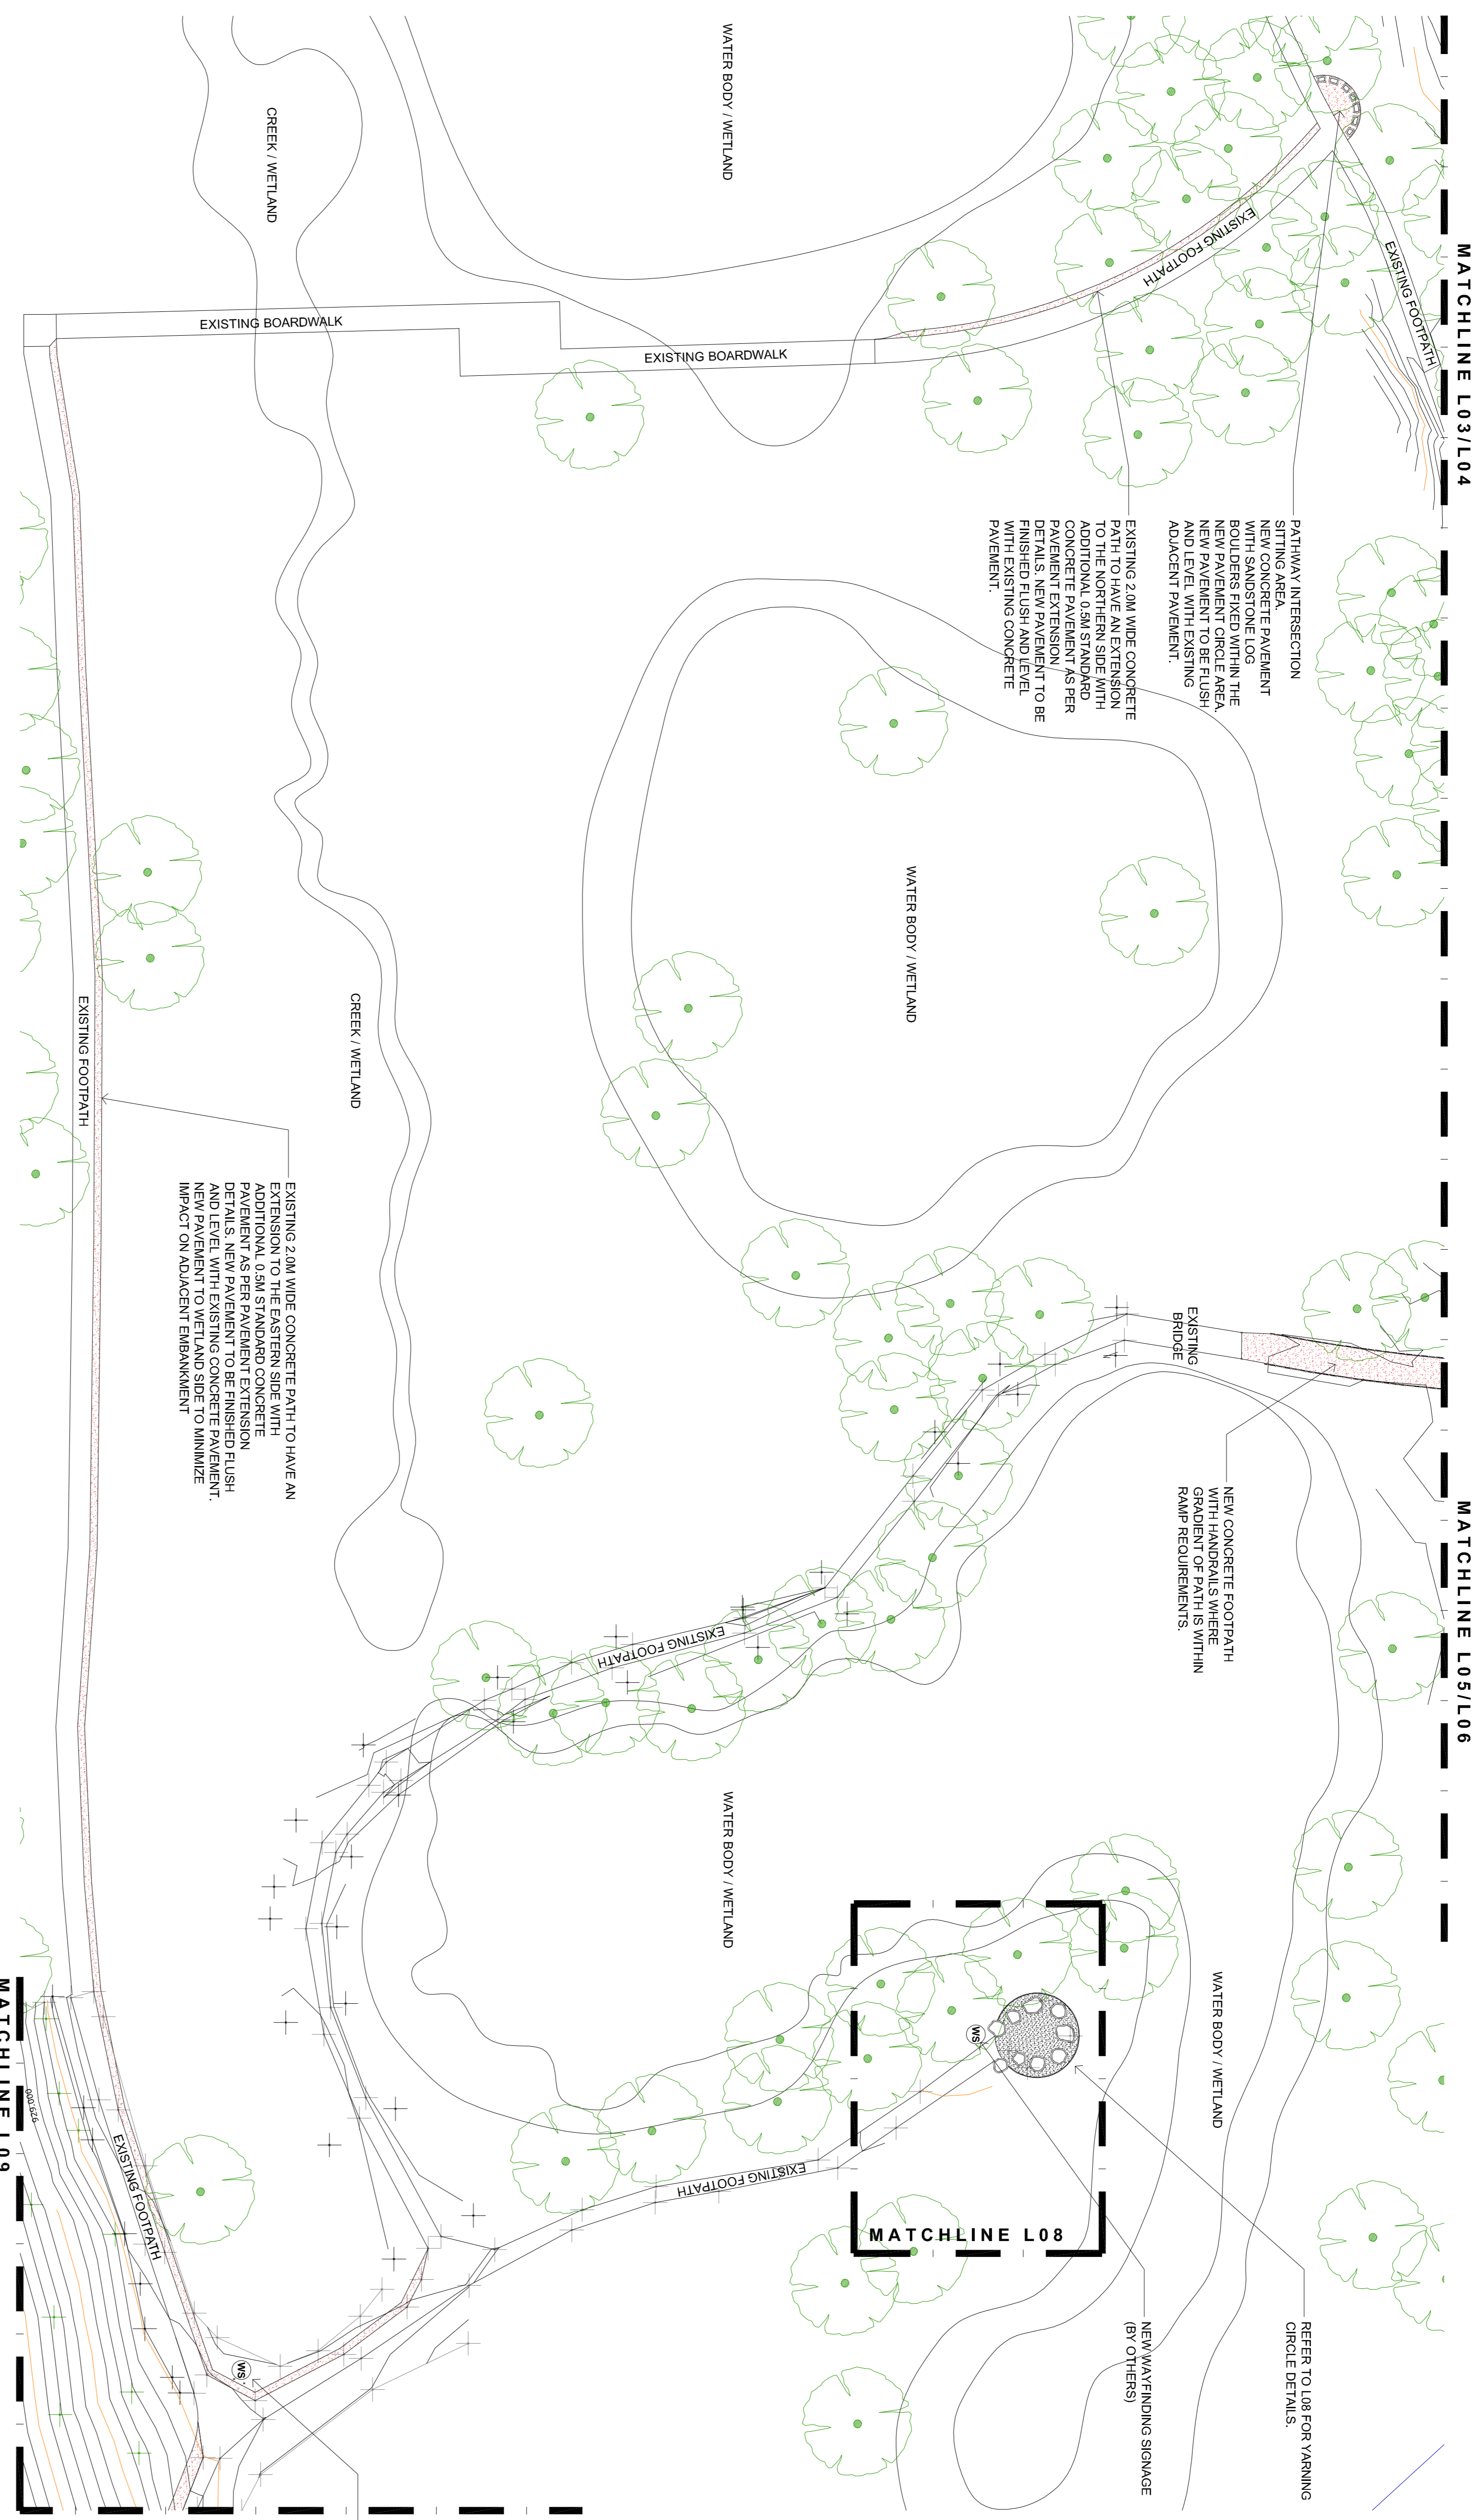 MATCHLINE L03/L04
MATCHLINE L05/L06
WATER BODY / WETLAND
CREEK / WETLAND
EXISTING FOOTPATH
EXISTING FOOTPATH
EXISTING BOARDWALK
EXISTING BOARDWALK
PATHWAY INTERSECTION
SITTING AREA.
NEW CONCRETE PAVEMENT
WITH SANDSTONE LOG
BOULDERS FIXED WITHIN THE
NEW PAVEMENT CIRCLE AREA.
NEW PAVEMENT TO BE FLUSH
AND LEVEL WITH EXISTING
ADJACENT PAVEMENT.
EXISTING 2.0M WIDE CONCRETE
PATH TO HAVE AN EXTENSION
TO THE NORTHERN SIDE WITH
ADDITIONAL 0.5M STANDARD
CONCRETE PAVEMENT AS PER
PAVEMENT EXTENSION
DETAILS. NEW PAVEMENT TO BE
FINISHED FLUSH AND LEVEL
WITH EXISTING CONCRETE
PAVEMENT.
WATER BODY / WETLAND
CREEK / WETLAND
EXISTING FOOTPATH
EXISTING 2.0M WIDE CONCRETE PATH TO HAVE AN
EXTENSION TO THE EASTERN SIDE WITH
ADDITIONAL 0.5M STANDARD CONCRETE
PAVEMENT AS PER PAVEMENT EXTENSION
DETAILS. NEW PAVEMENT TO BE FINISHED FLUSH
AND LEVEL WITH EXISTING CONCRETE PAVEMENT.
NEW PAVEMENT TO WETLAND SIDE TO MINIMIZE
IMPACT ON ADJACENT EMBANKMENT
EXISTING
BRIDGE
NEW CONCRETE FOOTPATH
WITH HANDRAILS WHERE
GRADIENT OF PATH IS WITHIN
RAMP REQUIREMENTS.
EXISTING FOOTPATH
WATER BODY / WETLAND
WATER BODY / WETLAND
WS
EXISTING FOOTPATH
MATCHLINE L08
REFER TO L08 FOR YARNING
CIRCLE DETAILS.
NEW WAYFINDING SIGNAGE
(BY OTHERS)
MATCHLINE L09
929.000
EXISTING FOOTPATH
WS